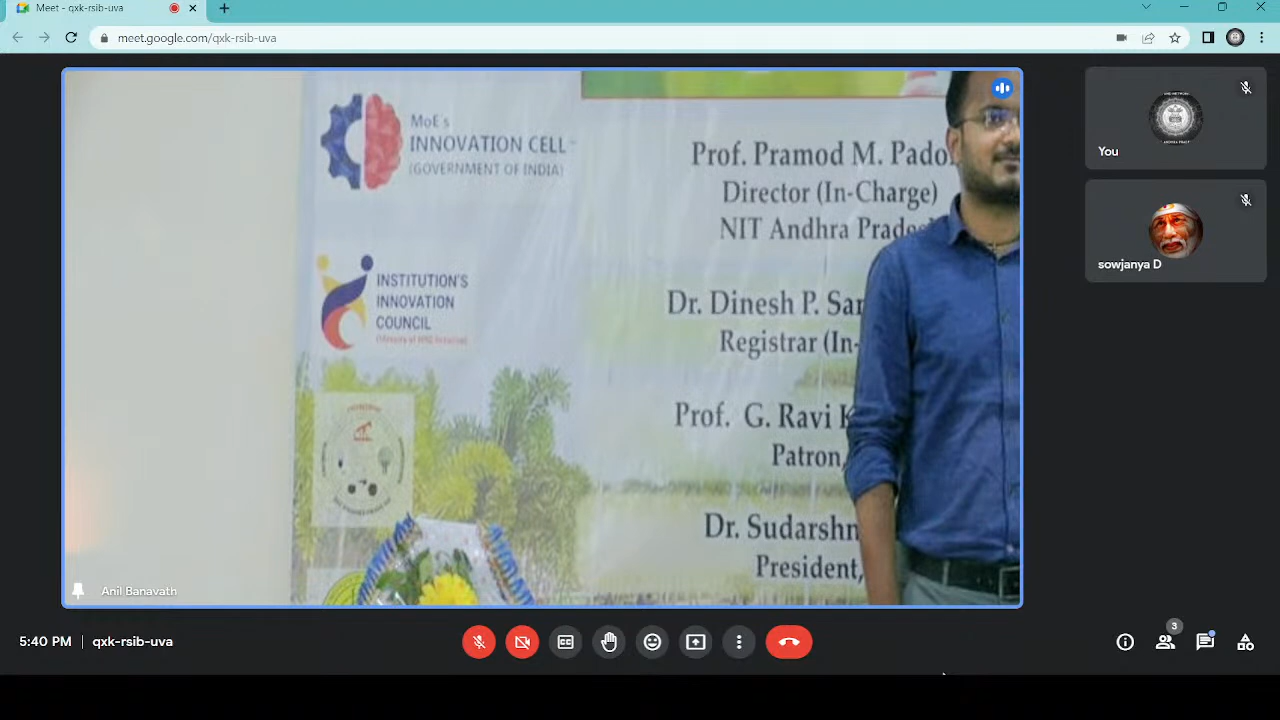 Meet - qxk-rsib-uva
meet.google.com/qxk-rsib-uva
MoE's
INNOVATION CELL
(GOVERNMENT OF INDIA)
INSTITUTION'S
INNOVATION
COUNCIL
Prof. Pramod M. Pado
Director (In-Charge)
NIT Andhra Prades
Dr. Dinesh P. San
Registrar (In-
Prof. G. Ravi K
Patron,
Dr. Sudarshn
President,
Anil Banavath
You
sowjanya D
5:40 PM | qxk-rsib-uva
3